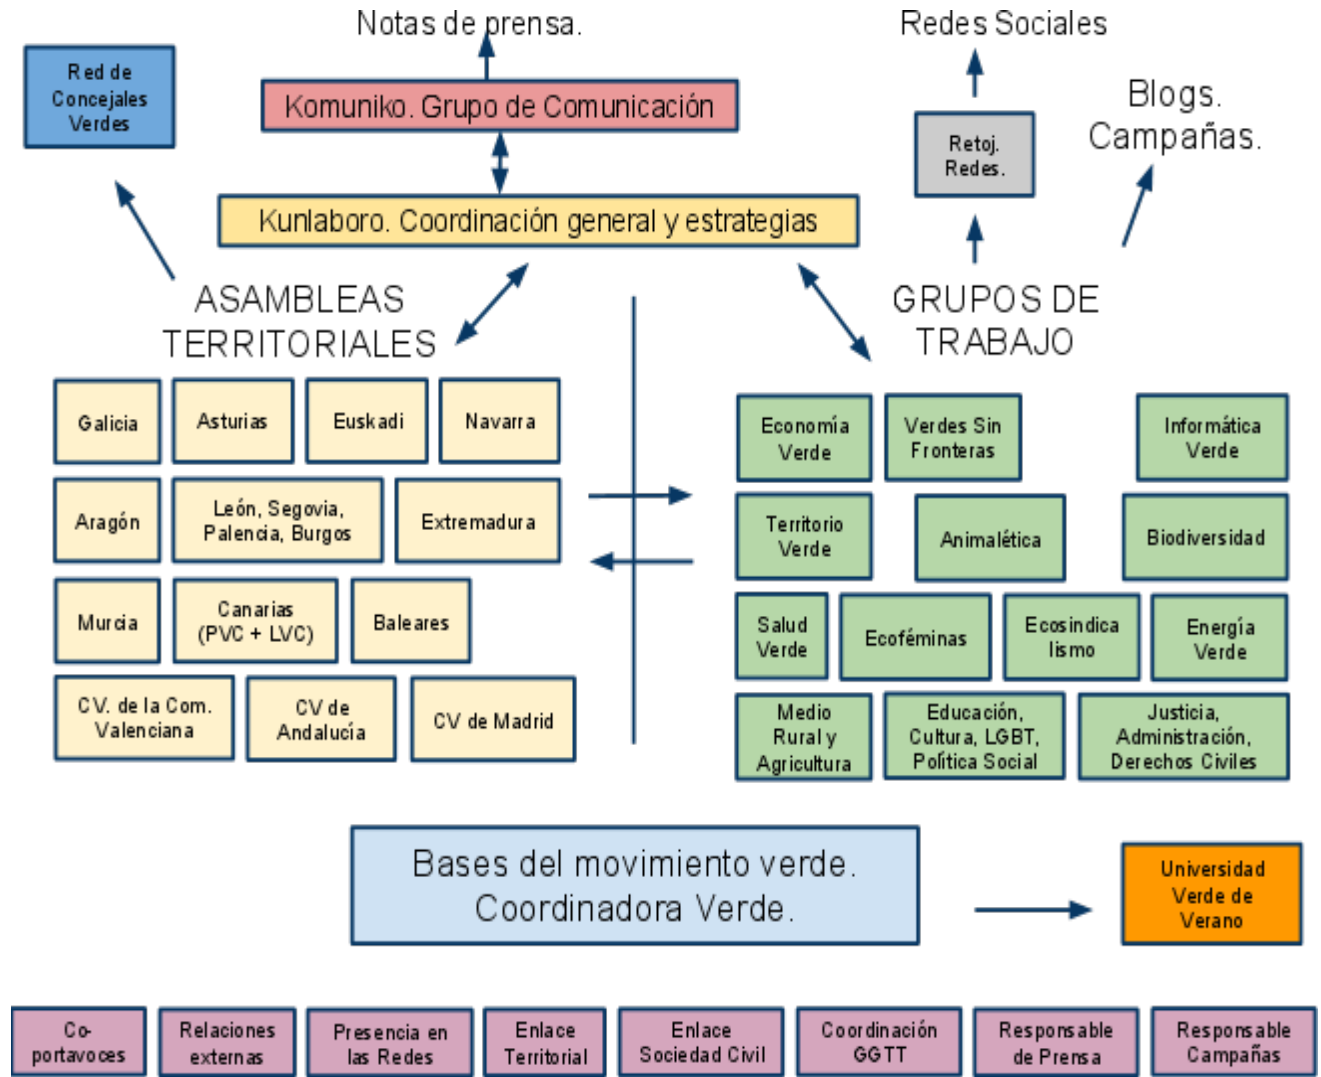 Notas de prensa.
Redes Sociales
Red de
Concejales
Verdes
Komuniko. Grupo de Comunicación
Blogs.
Campañas.
Retoj.
Redes.
Kunlaboro. Coordinación general y estrategias
ASAMBLEAS
TERRITORIALES
GRUPOS DE
TRABAJO
Galicia
Asturias
Euskadi
Navarra
Aragón
León, Segovia,
Palencia, Burgos
Extremadura
Murcia
Canarias
(PVC + LVC)
Baleares
CV. de la Com.
Valenciana
CV de
Andalucía
CV de Madrid
Economía
Verde
Verdes Sin
Fronteras
Informática
Verde
Territorio
Verde
Animalética
Biodiversidad
Salud
Verde
Ecoféminas
Ecosindica
lismo
Energía
Verde
Medio
Rural y
Agricultura
Educación,
Cultura, LGBT,
Política Social
Justicia,
Administración,
Derechos Civiles
Bases del movimiento verde.
Coordinadora Verde.
Universidad
Verde de
Verano
Co-
portavoces
Relaciones
externas
Presencia en
las Redes
Enlace
Territorial
Enlace
Sociedad Civil
Coordinación
GGTT
Responsable
de Prensa
Responsable
Campañas